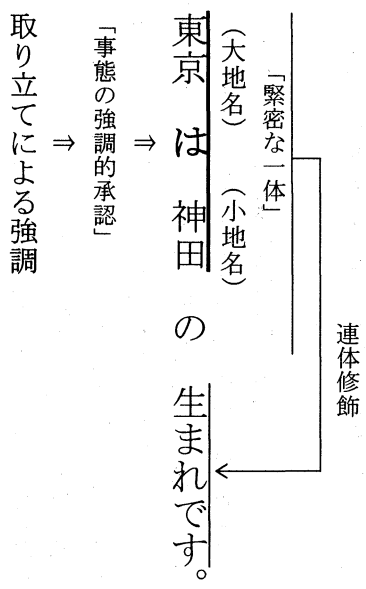 連体修飾
「緊密な一体」
（大地名）　（小地名）
東京 は 神田 の 生まれです。
⇒
「事態の強調的承認」
⇒
取り立てによる強調